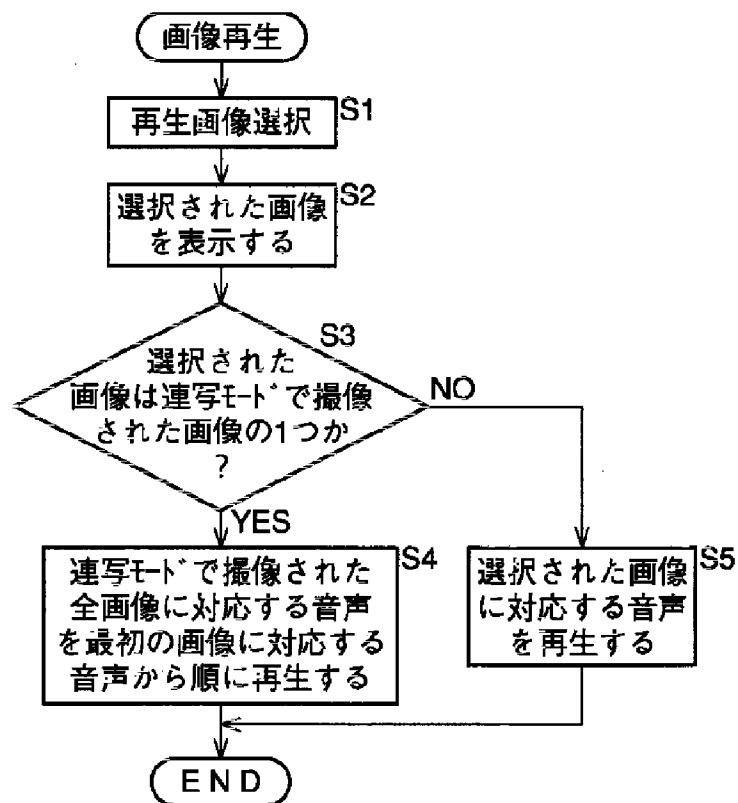 画像再生
再生画像選択
S1
選択された画像
を表示する
S2
S3
選択された
画像は連写ﾓｰﾄﾞで撮像
された画像の1つか
?
NO
YES
連写ﾓｰﾄﾞで撮像された
全画像に対応する音声
を最初の画像に対応する
音声から順に再生する
S4
選択された画像
に対応する音声
を再生する
S5
END